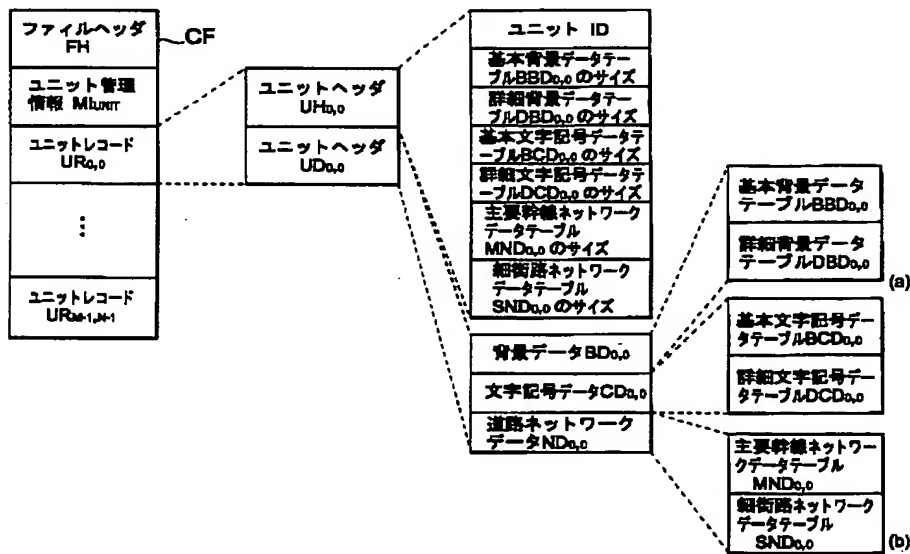 ファイルヘッダ
FH
CF
ユニット管理
情報 MIUNIT
ユニットレコード
UR0,0
ユニットレコード
URM-1,N-1
ユニットヘッダ
UH0,0
ユニットヘッダ
UD0,0
ユニット ID
基本背景データテー
ブルBBD0,0 のサイズ
詳細背景データテー
ブルDBD0,0 のサイズ
基本文字記号データテ
ーブルBCD0,0 のサイズ
詳細文字記号データテ
ーブルDCD0,0 のサイズ
主要幹線ネットワーク
データテーブル
MND0,0 のサイズ
細街路ネットワーク
データテーブル
SND0,0 のサイズ
背景データBD0,0
文字記号データCD0,0
道路ネットワーク
データND0,0
基本背景データ
テーブルBBD0,0
詳細背景データ
テーブルDBD0,0
(a)
基本文字記号デー
タテーブルBCD0,0
詳細文字記号デー
タテーブルDCD0,0
主要幹線ネットワー
クデータテーブル
MND0,0
細街路ネットワーク
データテーブル
SND0,0
(b)